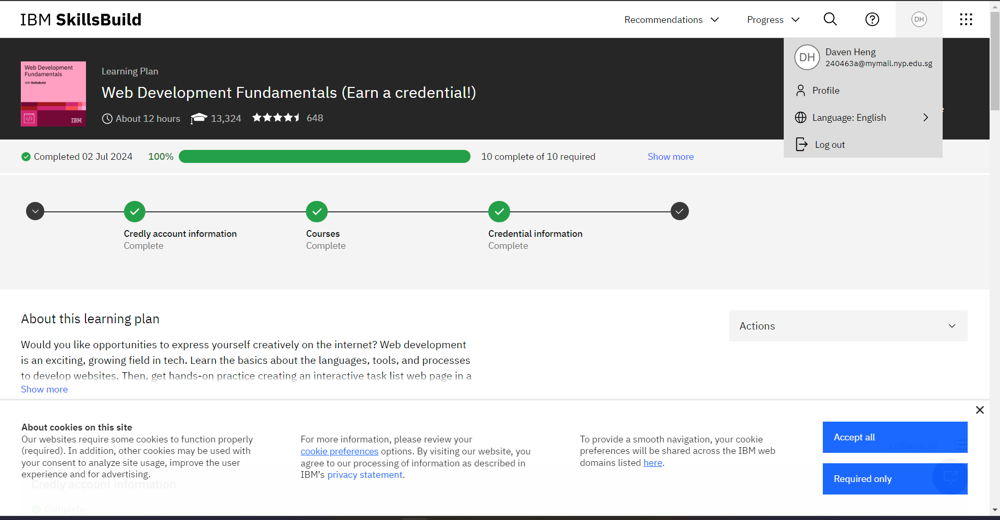 IBM SkillsBuild
Recommendations
Progress
DH
DH
Daven Heng
240463a@mymail.nyp.edu.sg
Profile
Language: English
Log out
Web Development
Fundamentals
IBM SkillsBuild
</>
IBM
Learning Plan
Web Development Fundamentals (Earn a credential!)
About 12 hours
13,324
648
Completed 02 Jul 2024
100%
10 complete of 10 required
Show more
Credly account information
Complete
Courses
Complete
Credential information
Complete
About this learning plan
Would you like opportunities to express yourself creatively on the internet? Web development
is an exciting, growing field in tech. Learn the basics about the languages, tools, and processes
to develop websites. Then, get hands-on practice creating an interactive task list web page in a
Show more
Actions
About cookies on this site
Our websites require some cookies to function properly
(required). In addition, other cookies may be used with
your consent to analyze site usage, improve the user
experience and for advertising.
For more information, please review your
cookie preferences options. By visiting our website, you
agree to our processing of information as described in
IBM’s privacy statement.
To provide a smooth navigation, your cookie
preferences will be shared across the IBM web
domains listed here.
Accept all
Collapse all
Required only
Credly account information
Complete